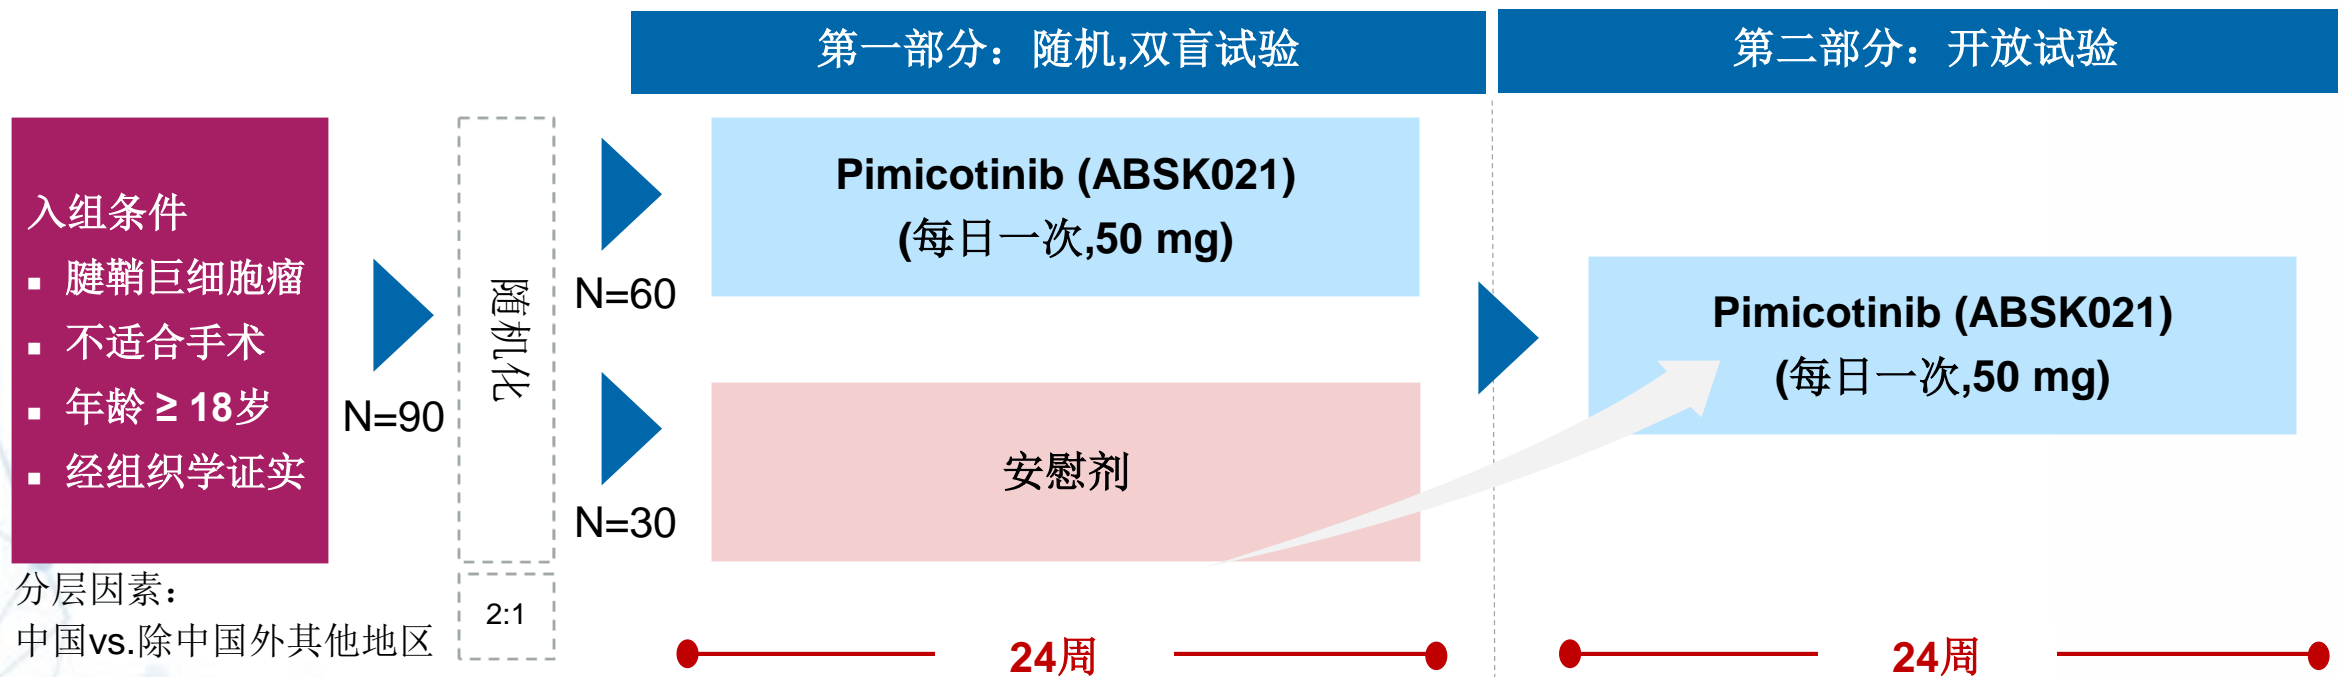 第一部分：随机,双盲试验
第二部分：开放试验
入组条件
▪ 腱鞘巨细胞瘤
▪ 不适合手术
▪ 年龄 ≥ 18岁
▪ 经组织学证实
分层因素：
中国vs.除中国外其他地区
N=90
随机化
2:1
N=60
N=30
Pimicotinib (ABSK021)
(每日一次,50 mg)
安慰剂
24周
Pimicotinib (ABSK021)
(每日一次,50 mg)
24周